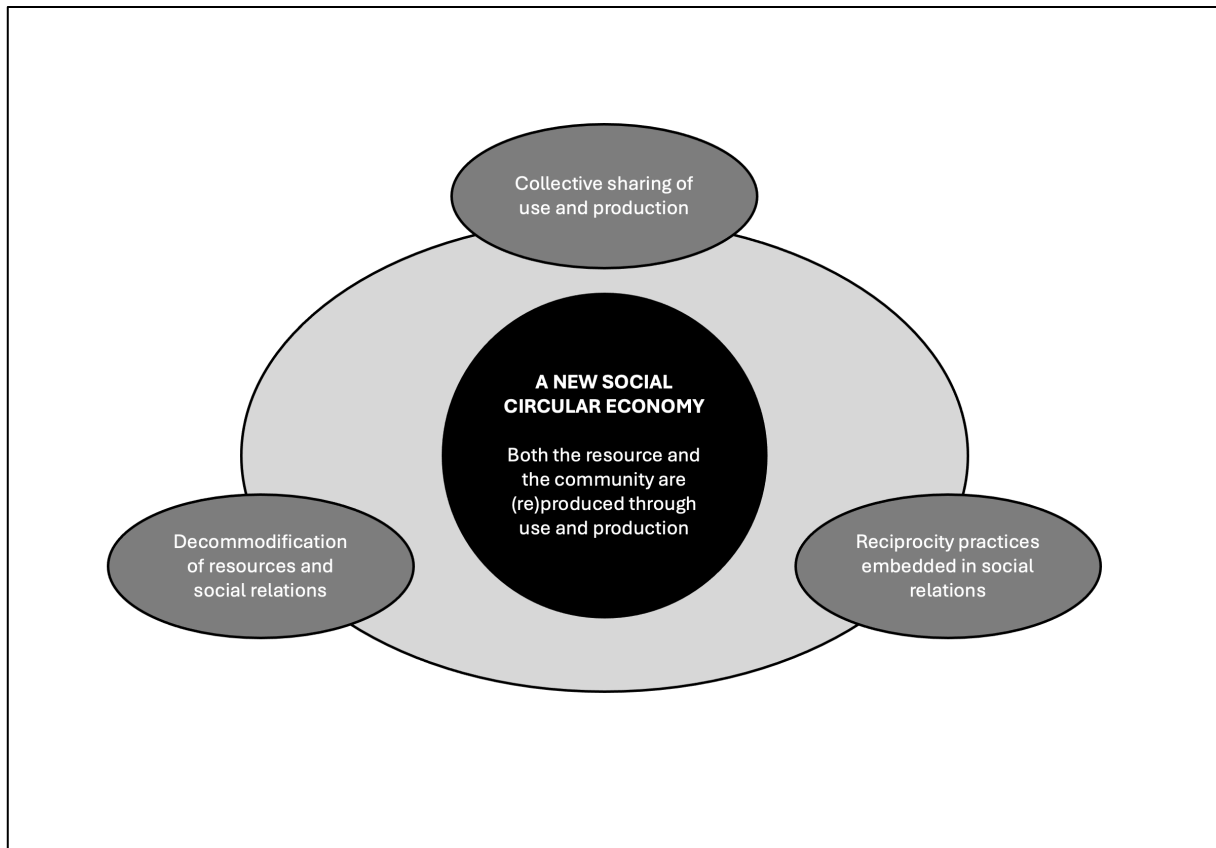 Collective sharing of
use and production
A NEW SOCIAL
CIRCULAR ECONOMY
Both the resource and
the community are
(re)produced through
use and production
Decommodification
of resources and
social relations
Reciprocity practices
embedded in social
relations